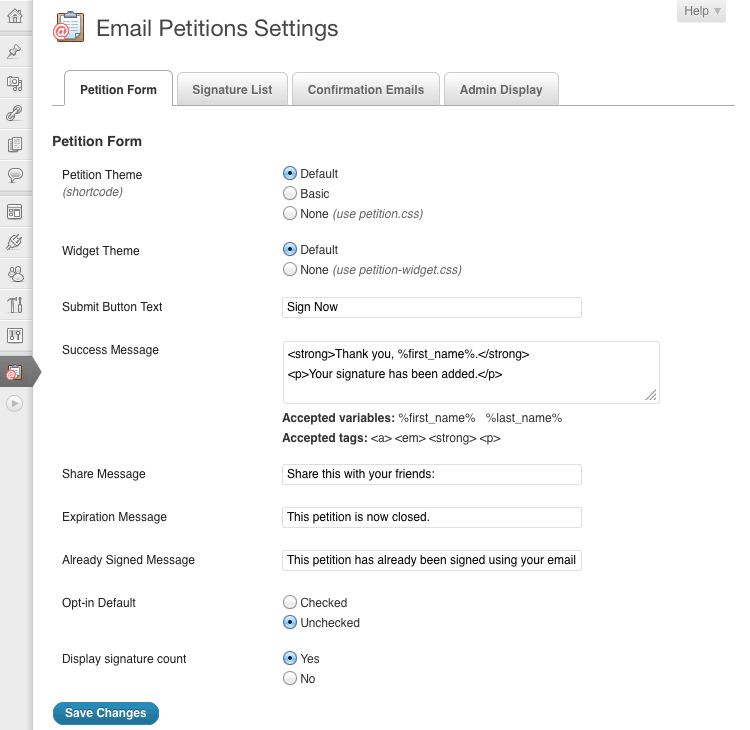 Help
Email Petitions Settings
Petition Form Signature List Confirmation Emails Admin Display
Petition Form
Petition Theme
(shortcode)
Default
Basic
None (use petition.css)
Widget Theme
Default
None (use petition-widget.css)
Submit Button Text
Sign Now
Success Message
<strong>Thank you, %first_name%.</strong>
<p>Your signature has been added.</p>
Accepted variables: %first_name% %last_name%
Accepted tags: <a> <em> <strong> <p>
Share Message
Share this with your friends:
Expiration Message
This petition is now closed.
Already Signed Message
This petition has already been signed using your email
Opt-in Default
Checked
Unchecked
Display signature count
Yes
No
Save Changes